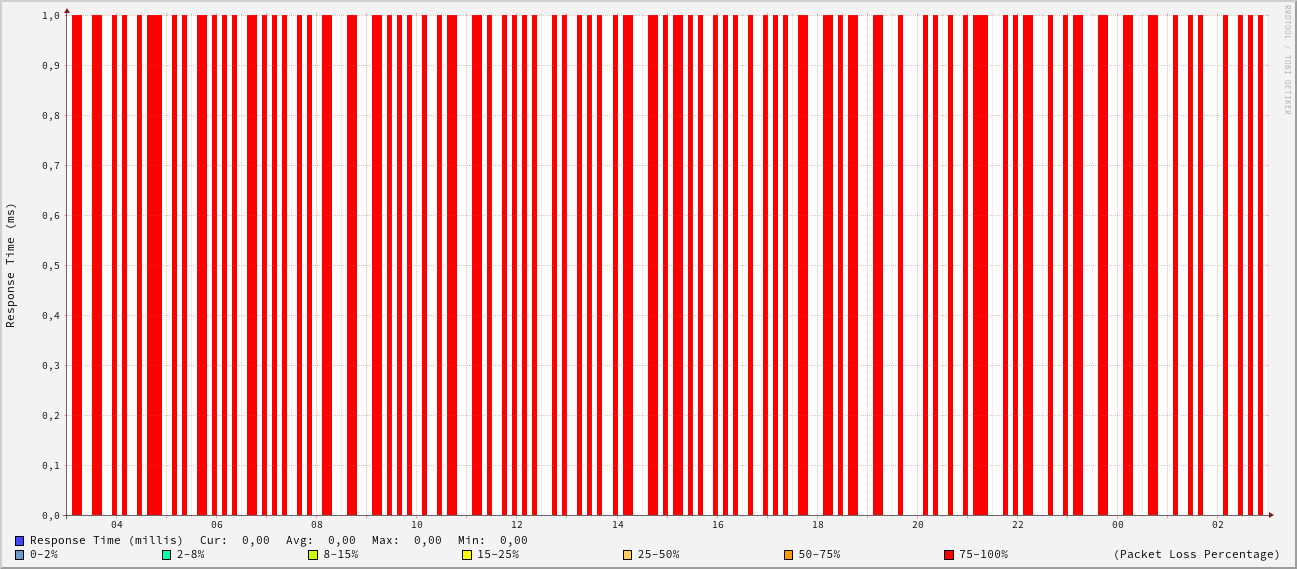 RRDTOOL / TOBI OETIKER
Response Time (ms)
1,0
0,9
0,8
0,7
0,6
0,5
0,4
0,3
0,2
0,1
0,0
04 06 08 10 12 14 16 18 20 22 00 02
Response Time (millis) Cur: 0,00 Avg: 0,00 Max: 0,00 Min: 0,00
0-2% 2-8% 8-15% 15-25% 25-50% 50-75% 75-100% (Packet Loss Percentage)